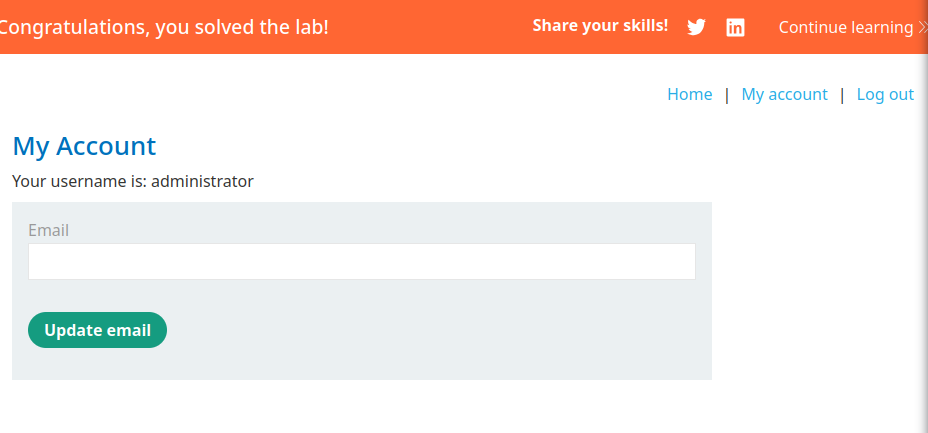 Congratulations, you solved the lab!
Share your skills!
Continue learning
Home | My account | Log out
My Account
Your username is: administrator
Email
Update email